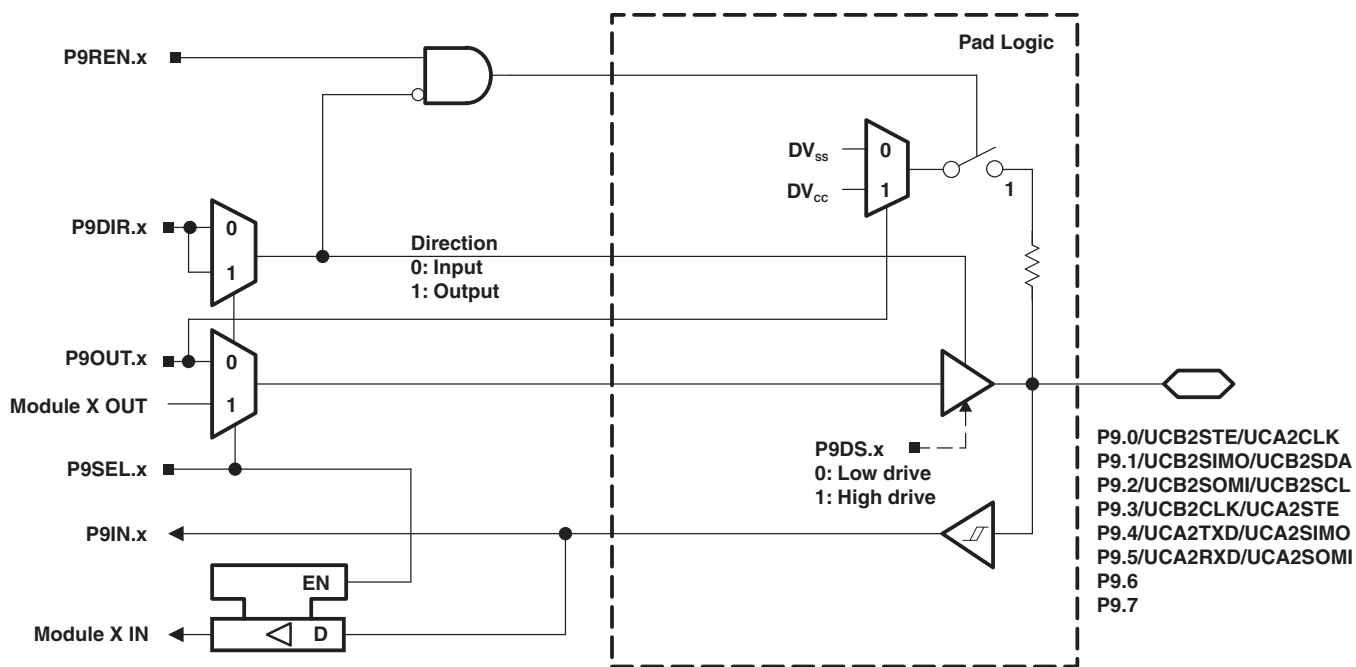 Pad Logic
P9REN.x
DVSS
0
DVCC
1
1
P9DIR.x
0
1
Direction
0: Input
1: Output
P9OUT.x
0
Module X OUT
1
P9SEL.x
P9DS.x
0: Low drive
1: High drive
P9.0/UCB2STE/UCA2CLK
P9.1/UCB2SIMO/UCB2SDA
P9.2/UCB2SOMI/UCB2SCL
P9.3/UCB2CLK/UCA2STE
P9.4/UCA2TXD/UCA2SIMO
P9.5/UCA2RXD/UCA2SOMI
P9.6
P9.7
P9IN.x
EN
Module X IN
D